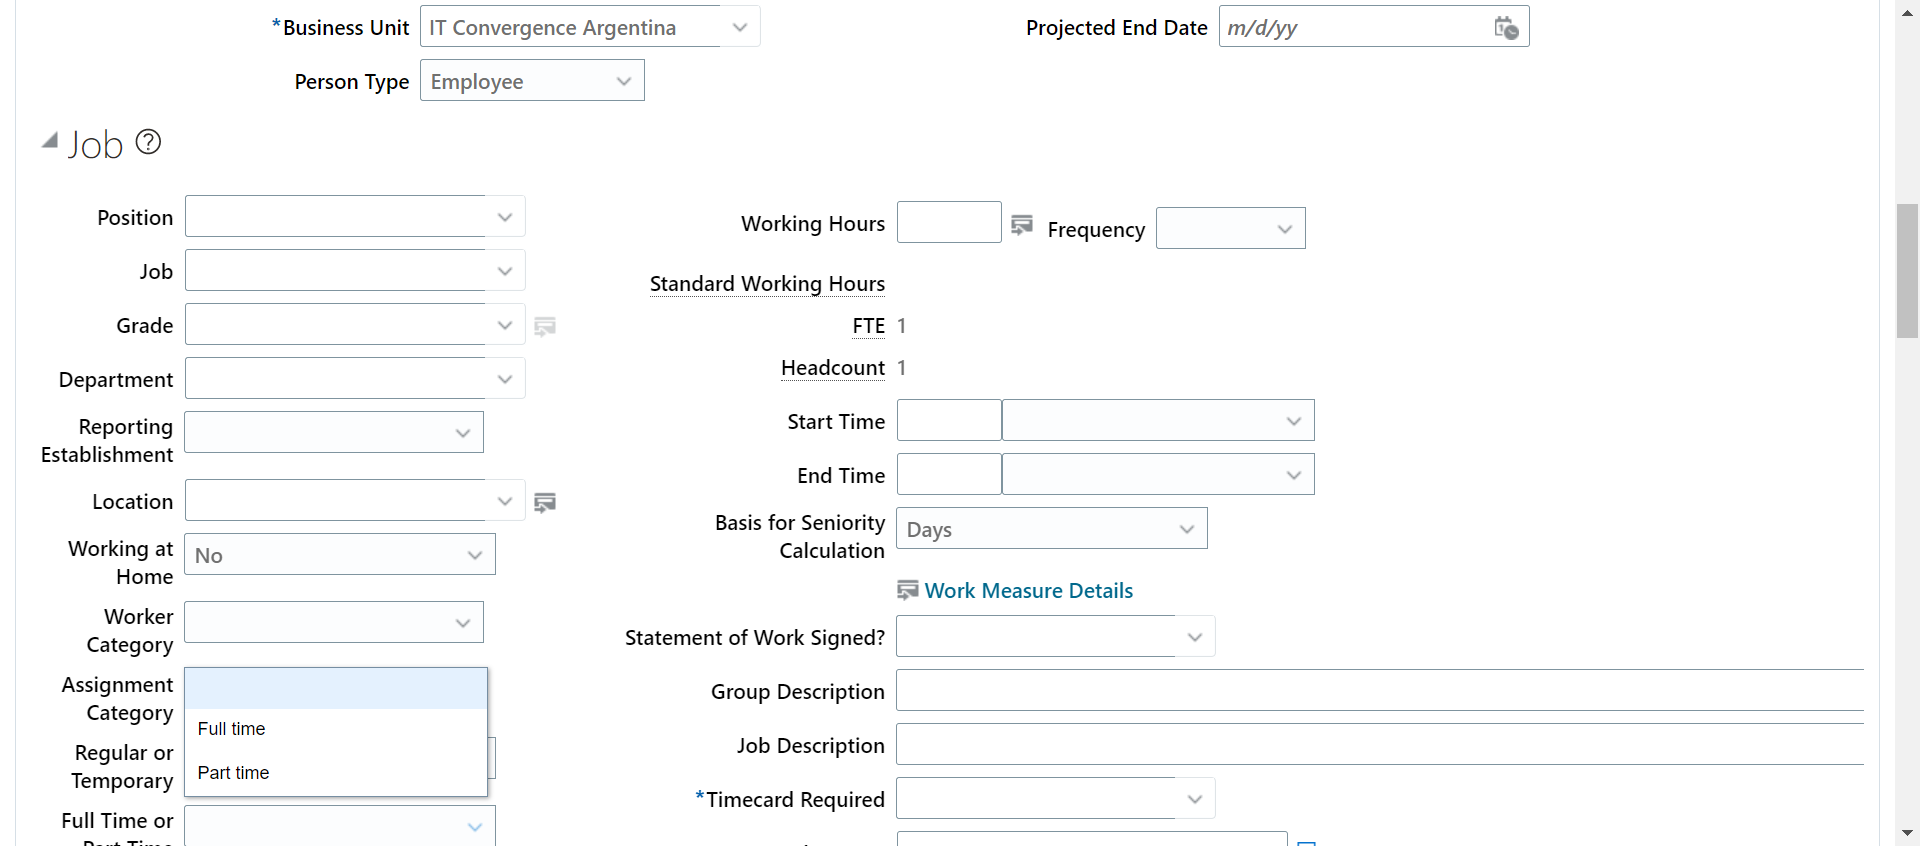 *Business Unit IT Convergence Argentina
Projected End Date m/d/yy
Person Type Employee
Job
Position
Job
Grade
Department
Reporting
Establishment
Location
Working at
Home
No
Worker
Category
Assignment
Category
Full time
Part time
Regular or
Temporary
Full Time or
Working Hours
Frequency
Standard Working Hours
FTE 1
Headcount 1
Start Time
End Time
Basis for Seniority
Calculation
Days
Work Measure Details
Statement of Work Signed?
Group Description
Job Description
*Timecard Required